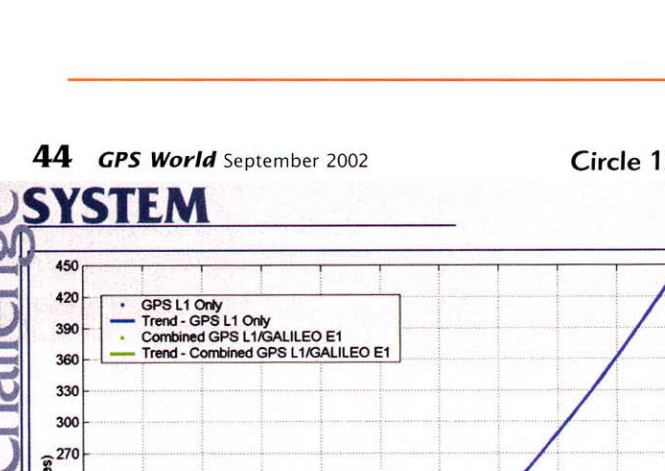 44 GPS World September 2002
Circle 1
SYSTEM
450
420
390
360
330
300
270
GPS L1 Only
Trend - GPS L1 Only
Combined GPS L1/GALILEO E1
Trend - Combined GPS L1/GALILEO E1